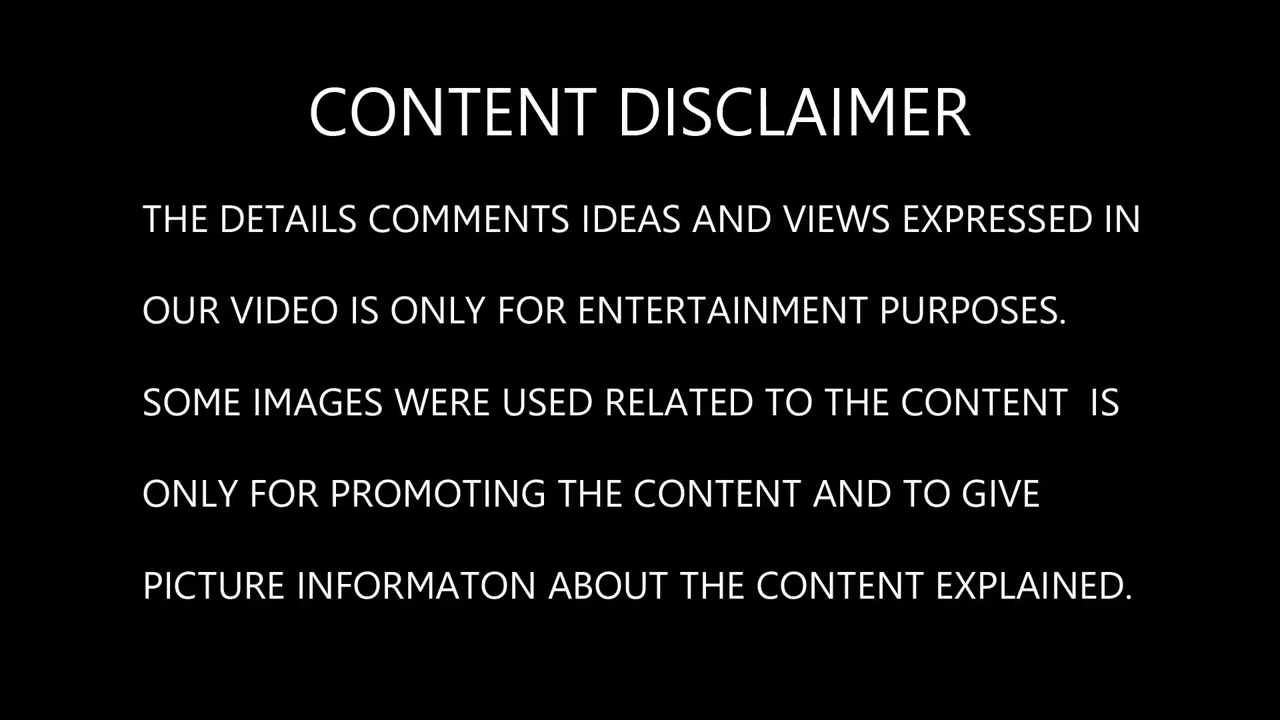 CONTENT DISCLAIMER
THE DETAILS COMMENTS IDEAS AND VIEWS EXPRESSED IN
OUR VIDEO IS ONLY FOR ENTERTAINMENT PURPOSES.
SOME IMAGES WERE USED RELATED TO THE CONTENT  IS
ONLY FOR PROMOTING THE CONTENT AND TO GIVE
PICTURE INFORMATON ABOUT THE CONTENT EXPLAINED.